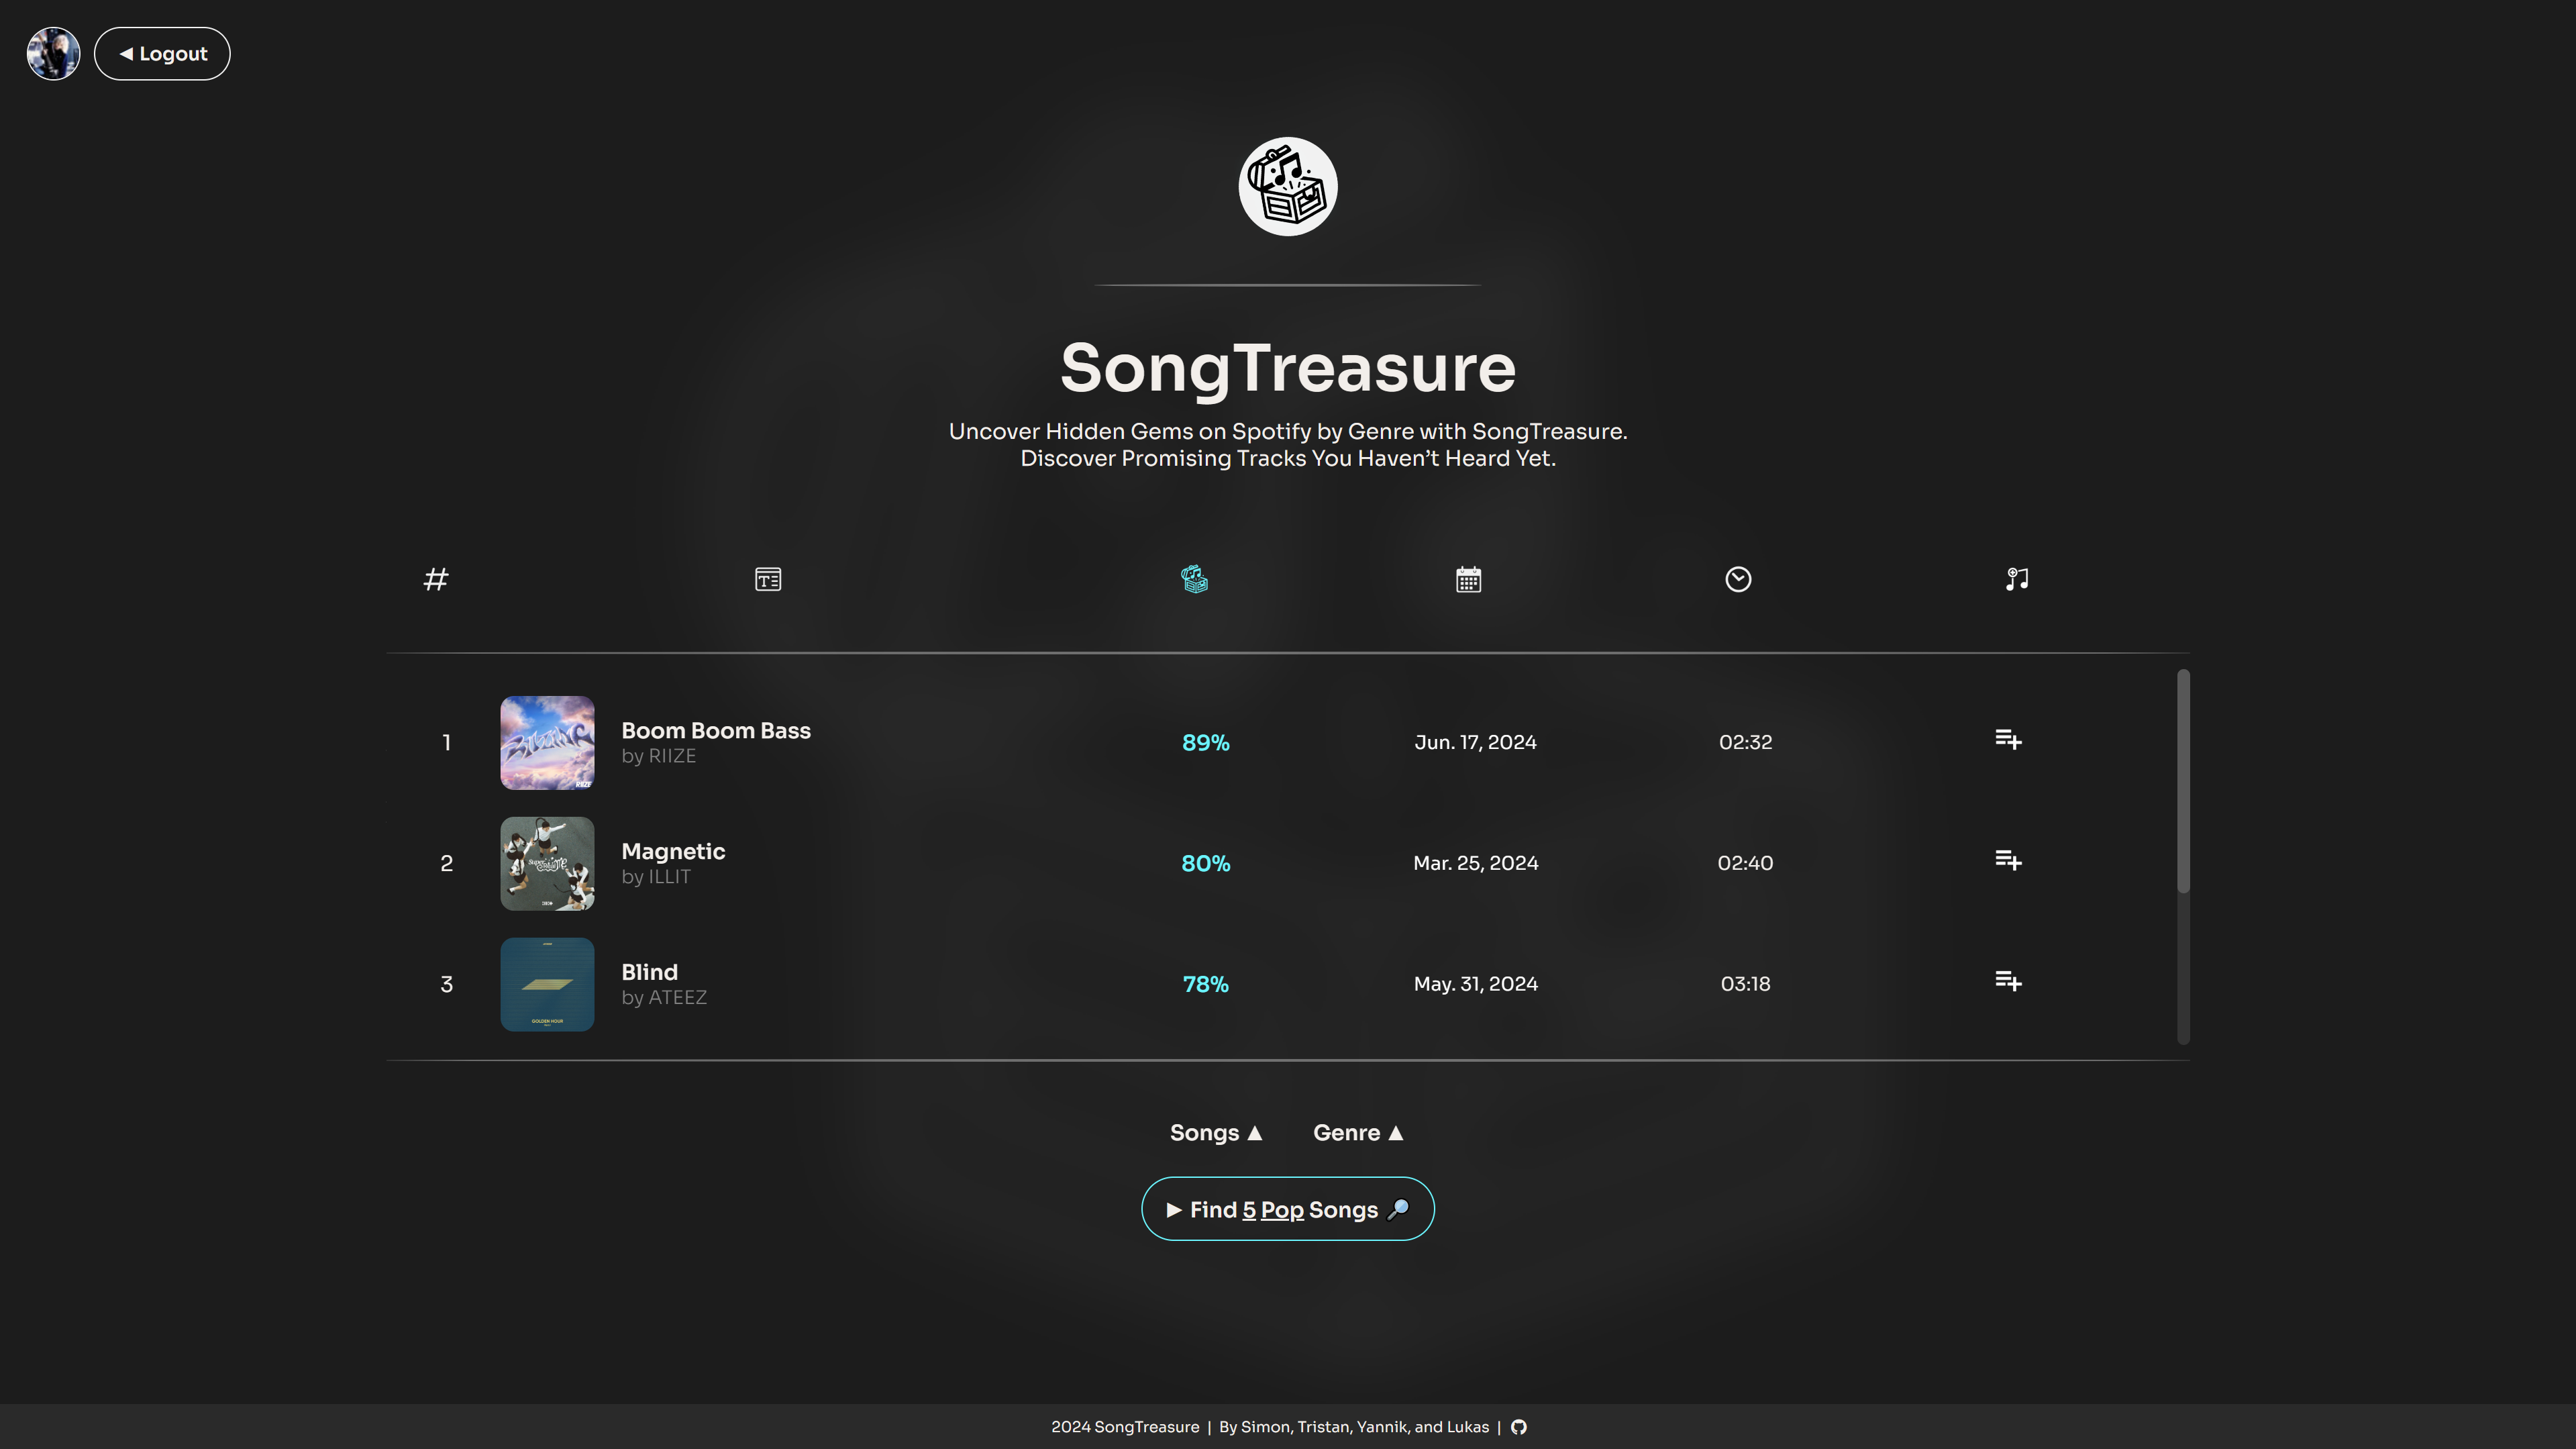 ◄ Logout
SongTreasure
Uncover Hidden Gems on Spotify by Genre with SongTreasure.
Discover Promising Tracks You Haven’t Heard Yet.
#
1
Boom Boom Bass
by RIIZE
89%
Jun. 17, 2024
02:32
RIIZE
2
Magnetic
by ILLIT
80%
Mar. 25, 2024
02:40
3
Blind
by ATEEZ
78%
May. 31, 2024
03:18
GOLDEN HOUR
Songs ▲ Genre ▲
► Find 5 Pop Songs 🔎
2024 SongTreasure | By Simon, Tristan, Yannik, and Lukas |